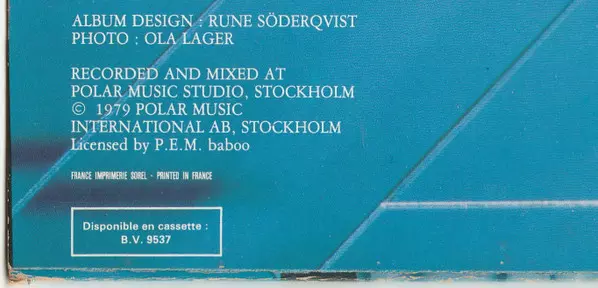 ALBUM DESIGN : RUNE SÖDERQVIST
PHOTO : OLA LAGER
RECORDED AND MIXED AT
POLAR MUSIC STUDIO, STOCKHOLM
© 1979 POLAR MUSIC
INTERNATIONAL AB, STOCKHOLM
Licensed by P.E.M. baboo
FRANCE IMPRIMERIE SOREL - PRINTED IN FRANCE
Disponible en cassette :
B.V. 9537